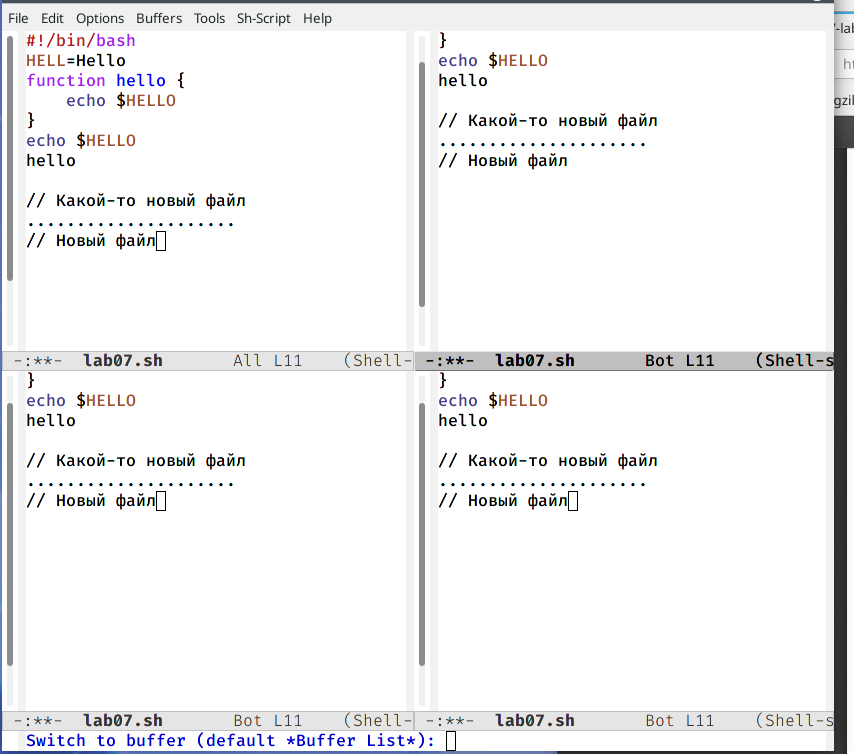 File Edit Options Buffers Tools Sh-Script Help
#!/bin/bash
HELL=Hello
function hello {
    echo $HELLO
}
echo $HELLO
hello
// Какой-то новый файл
.....................
// Новый файл
-:**-  lab07.sh       All L11    (Shell-
}
echo $HELLO
hello
// Какой-то новый файл
.....................
// Новый файл
-:**-  lab07.sh       Bot L11    (Shell-s
}
echo $HELLO
hello
// Какой-то новый файл
.....................
// Новый файл
-:**-  lab07.sh       Bot L11    (Shell-
}
echo $HELLO
hello
// Какой-то новый файл
.....................
// Новый файл
-:**-  lab07.sh       Bot L11    (Shell-s
Switch to buffer (default *Buffer List*):